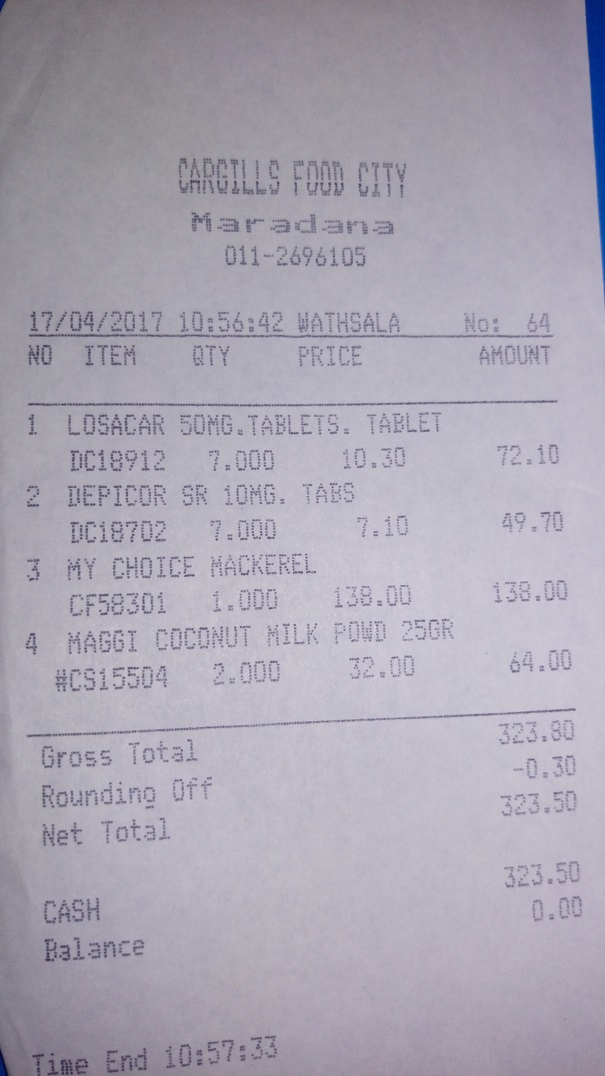 CARGILLS FOOD CITY
Maradana
011-2696105
17/04/2017 10:56:42 WATHSALA No: 64
NO ITEM QTY PRICE AMOUNT
1 LOSACAR 50MG.TABLETS. TABLET
DC18912 7.000 10.30 72.10
2 DEPICOR SR 10MG. TABS
DC18702 7.000 7.10 49.70
3 MY CHOICE MACKEREL
CF58301 1.000 138.00 138.00
4 MAGGI COCONUT MILK POWD 25GR
#CS15504 2.000 32.00 64.00
Gross Total 323.80
Rounding Off -0.30
Net Total 323.50
CASH 323.50
Balance 0.00
Time End 10:57:33